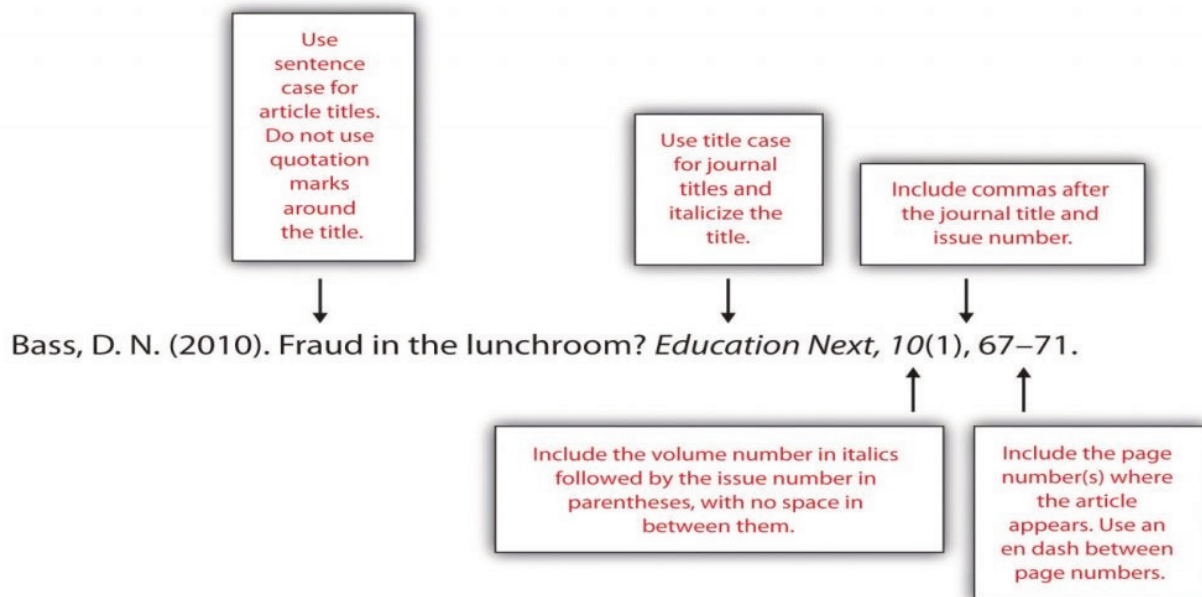 Use
sentence
case for
article titles.
Do not use
quotation
marks
around
the title.
Use title case
for journal
titles and
italicize the
title.
Include commas after
the journal title and
issue number.
Bass, D. N. (2010). Fraud in the lunchroom? Education Next, 10(1), 67–71.
Include the volume number in italics
followed by the issue number in
parentheses, with no space in
between them.
Include the page
number(s) where
the article
appears. Use an
en dash between
page numbers.